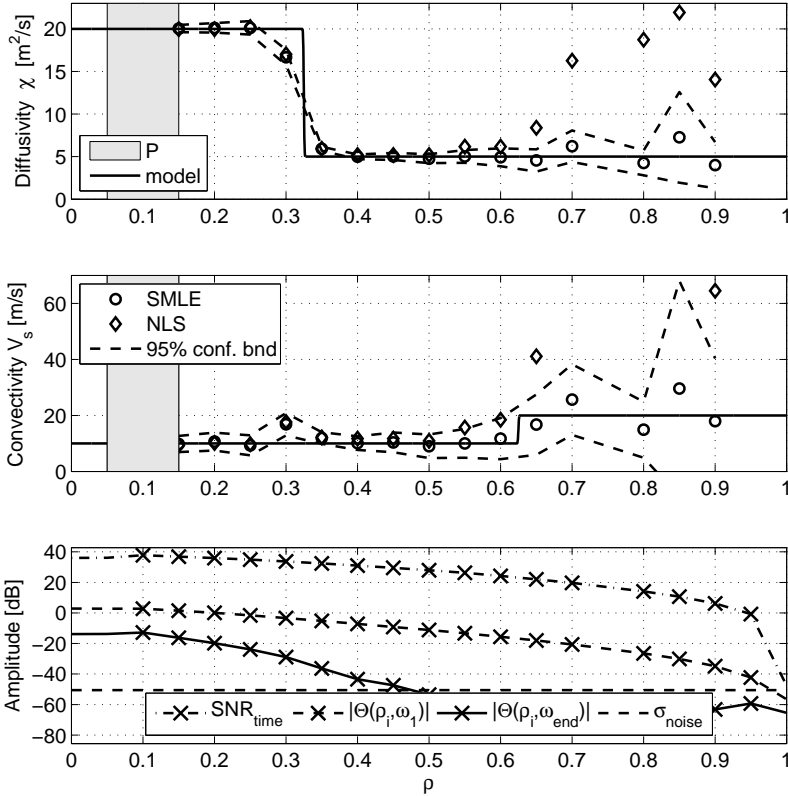 Diffusivity χ [m²/s]
20
15
10
5
0
P
model
0 0.1 0.2 0.3 0.4 0.5 0.6 0.7 0.8 0.9 1
Convectivity V_s [m/s]
60
40
20
0
SMLE
NLS
95% conf. bnd
0 0.1 0.2 0.3 0.4 0.5 0.6 0.7 0.8 0.9 1
Amplitude [dB]
40
20
0
−20
−40
−60
−80
SNR_time |Θ(ρ_i,ω_1)| |Θ(ρ_i,ω_end)| σ_noise
0 0.1 0.2 0.3 0.4 0.5 0.6 0.7 0.8 0.9 1
ρ